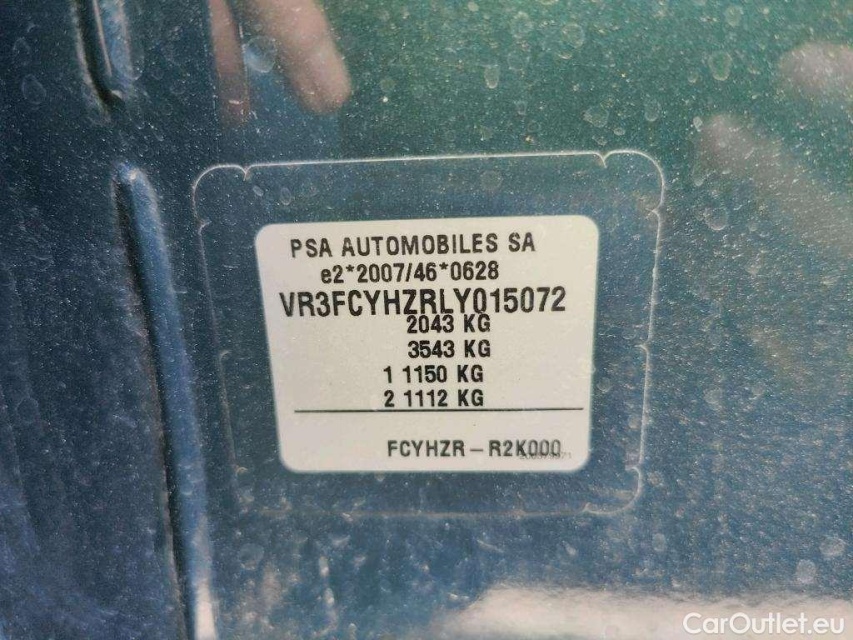 PSA AUTOMOBILES SA
e2*2007/46*0628
VR3FCYHZRLY015072
2043 KG
3543 KG
1 1150 KG
2 1112 KG
FCYHZR - R2K000
CarOutlet.eu